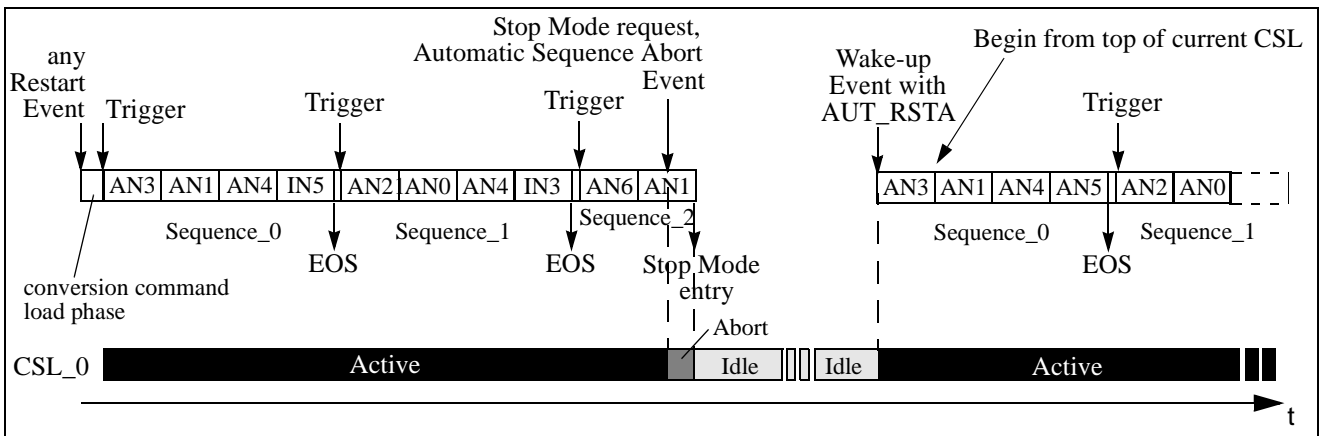 Stop Mode request,
Automatic Sequence Abort
Event
any
Restart
Event
Trigger
Trigger
Trigger
Wake-up
Event with
AUT_RSTA
Begin from top of current CSL
Trigger
AN3 AN1 AN4 IN5 AN21 AN0 AN4 IN3 AN6 AN1
AN3 AN1 AN4 AN5 AN2 AN0
Sequence_0
Sequence_1
Sequence_2
Sequence_0
Sequence_1
EOS
EOS
Stop Mode
entry
EOS
conversion command
load phase
Abort
CSL_0
Active
Idle
Idle
Active
t